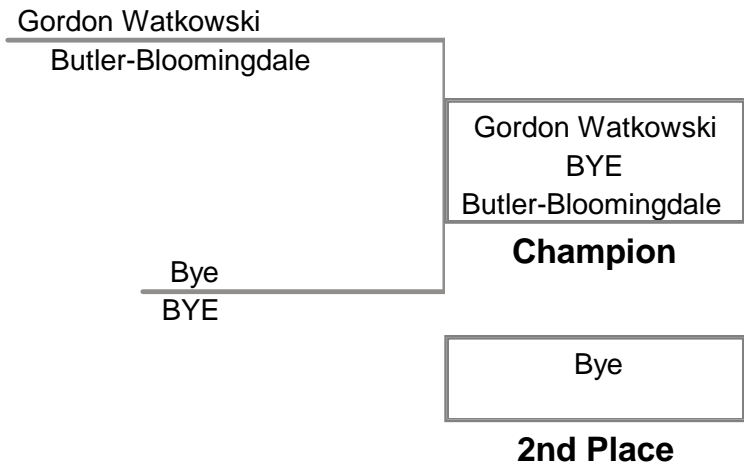 Gordon Watkowski
Butler-Bloomingdale
Gordon Watkowski
BYE
Butler-Bloomingdale
Champion
Bye
BYE
Bye
2nd Place